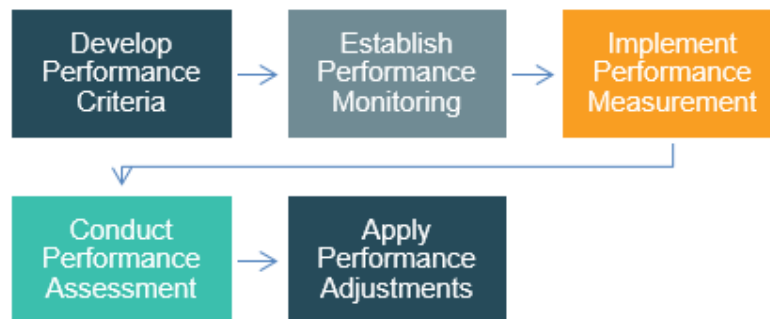 Develop
Performance
Criteria
Establish
Performance
Monitoring
Implement
Performance
Measurement
Conduct
Performance
Assessment
Apply
Performance
Adjustments